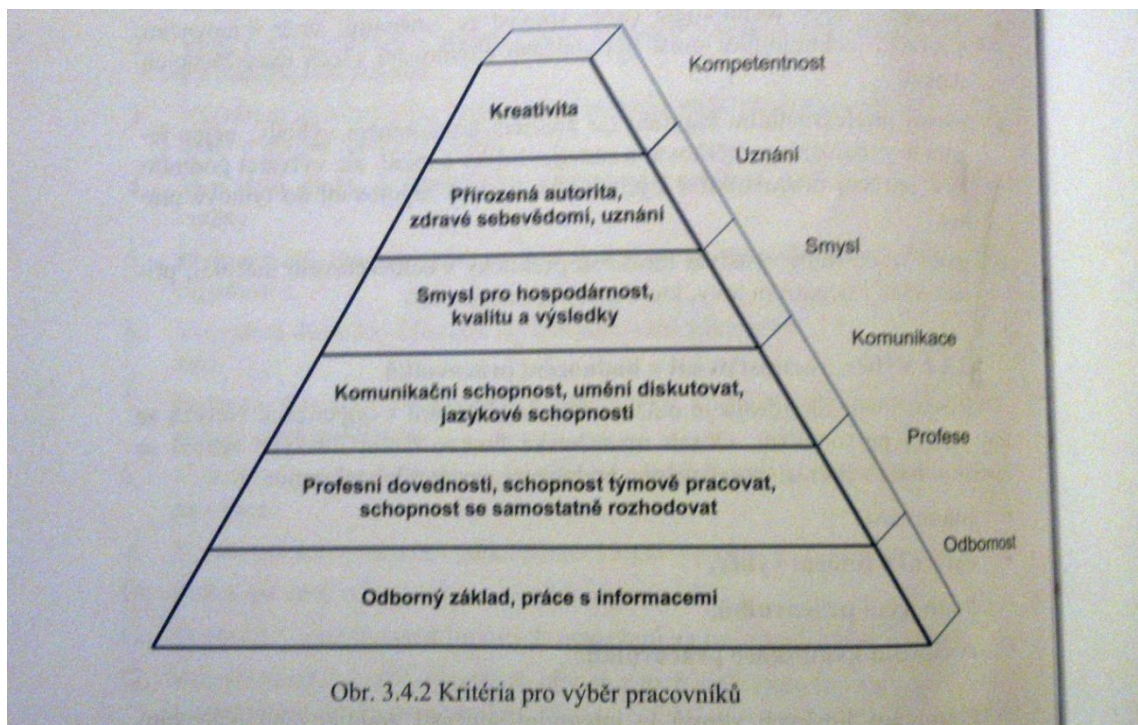 Kompetentnost
Kreativita
Uznání
Přirozená autorita,
zdravé sebevědomí, uznání
Smysl
Smysl pro hospodárnost,
kvalitu a výsledky
Komunikace
Komunikační schopnost, umění diskutovat,
jazykové schopnosti
Profese
Profesní dovednosti, schopnost týmově pracovat,
schopnost se samostatně rozhodovat
Odbornost
Odborný základ, práce s informacemi
Obr. 3.4.2 Kritéria pro výběr pracovníků